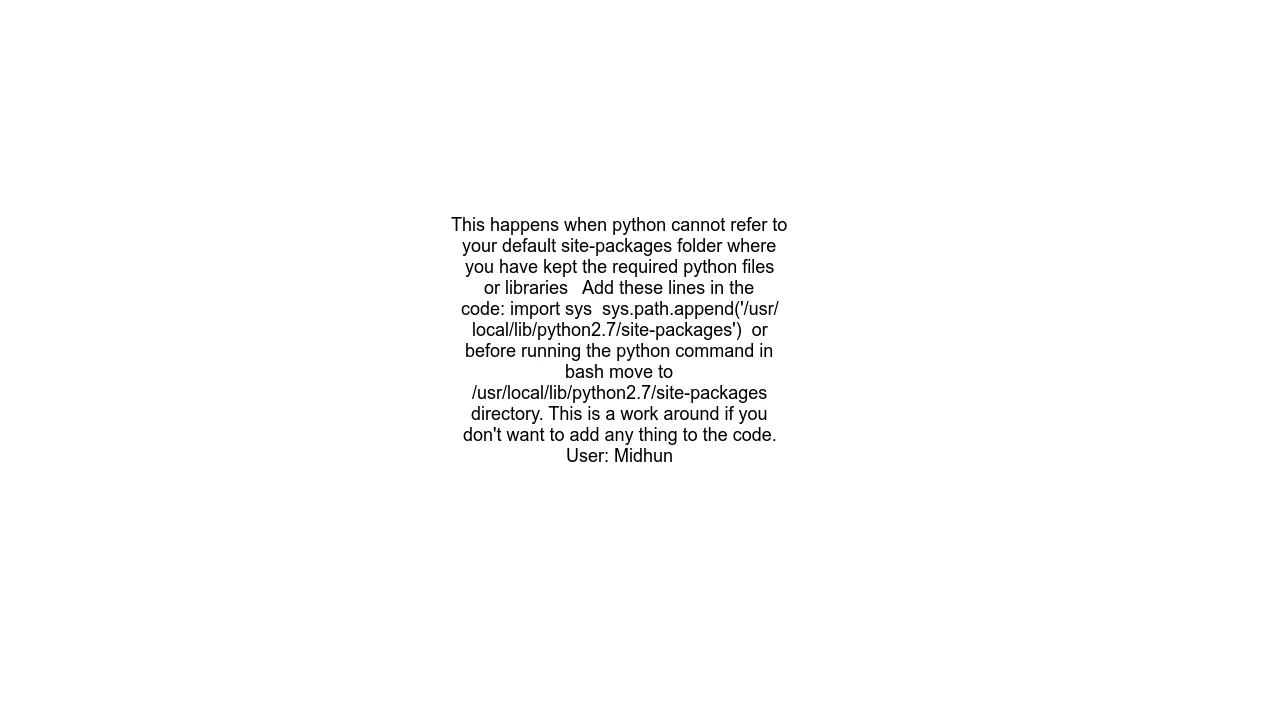 This happens when python cannot refer to
your default site-packages folder where
you have kept the required python files
or libraries   Add these lines in the
code: import sys  sys.path.append('/usr/
local/lib/python2.7/site-packages')  or
before running the python command in
bash move to
/usr/local/lib/python2.7/site-packages
directory. This is a work around if you
don't want to add any thing to the code.
User: Midhun